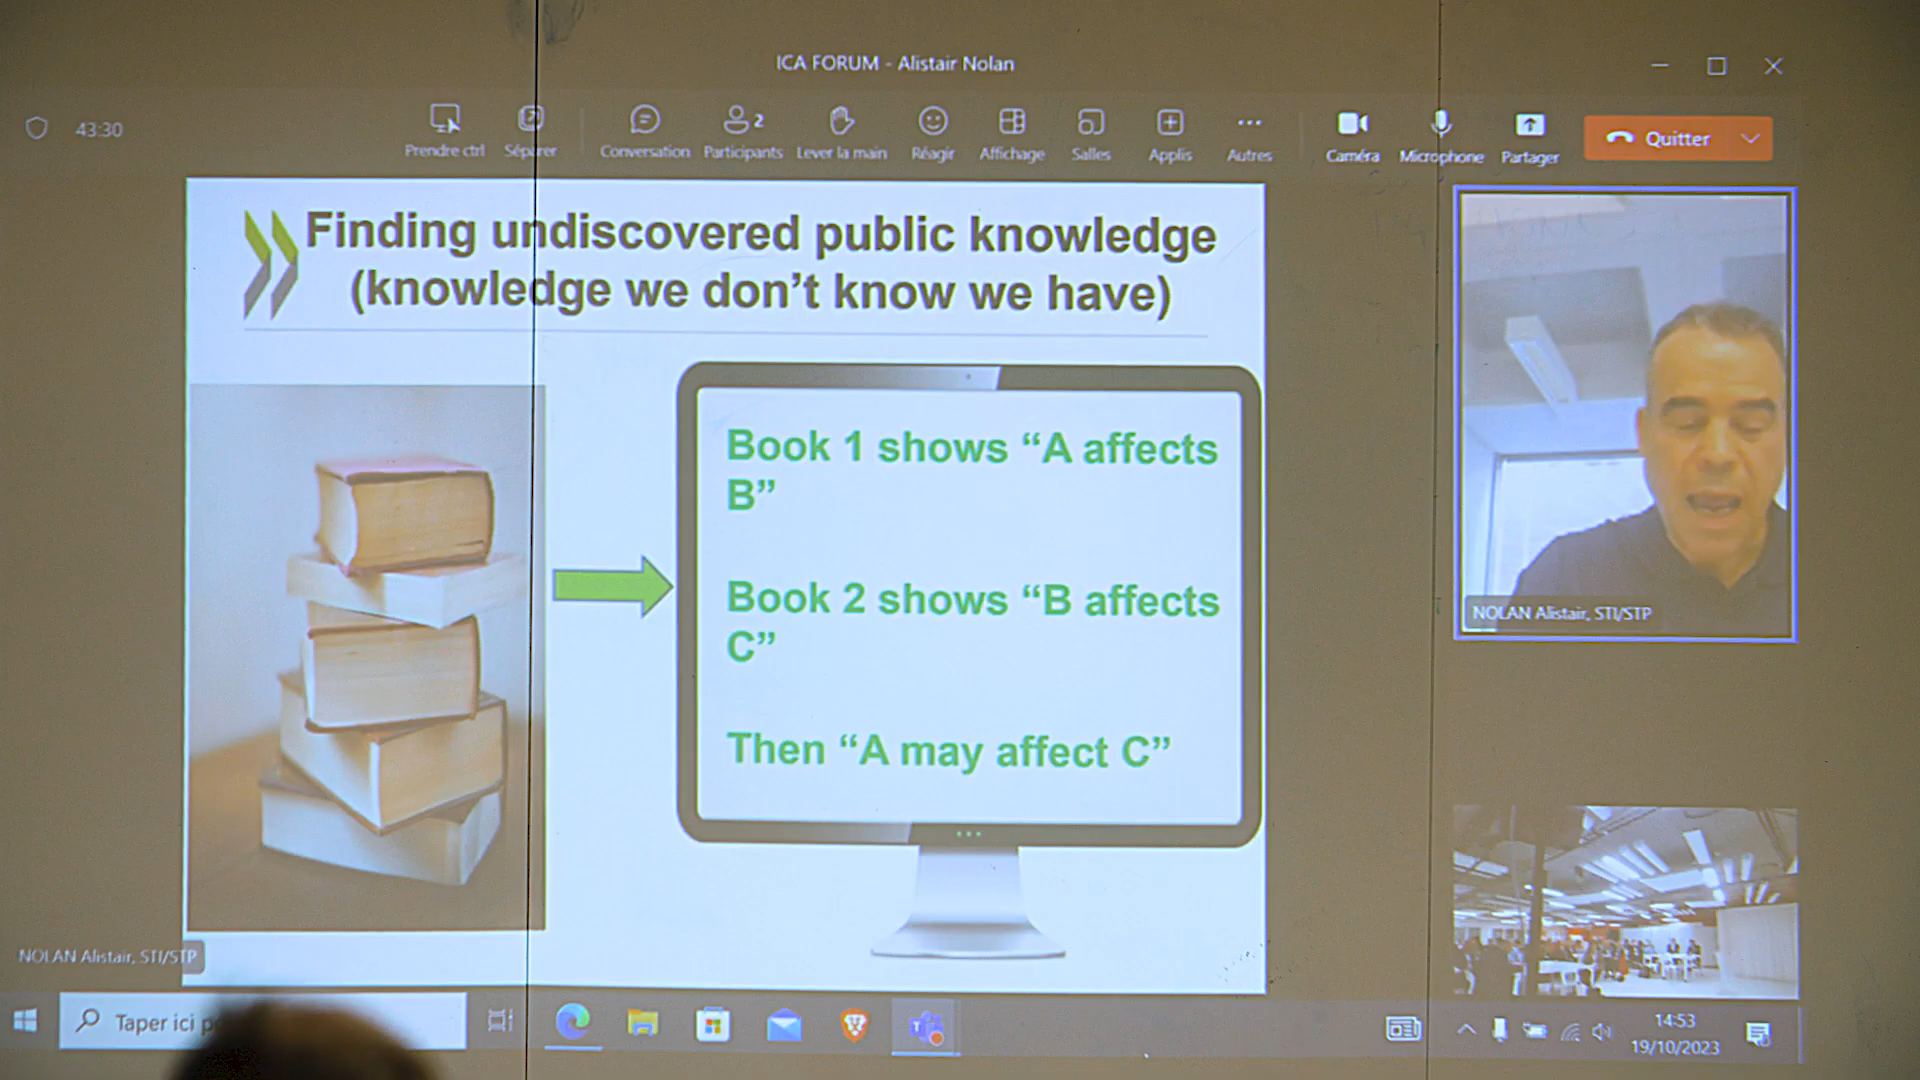 ICA FORUM - Alistair Nolan
43:30
Prendre ctrl
Séparer
Conversation
2
Participants
Lever la main
Réagir
Affichage
Salles
Applis
Autres
Caméra
Microphone
Partager
Quitter
Finding undiscovered public knowledge
(knowledge we don’t know we have)
Book 1 shows “A affects
B”
Book 2 shows “B affects
C”
Then “A may affect C”
NOLAN Alistair, STI/STP
NOLAN Alistair, STI/STP
Taper ici
14:53
19/10/2023